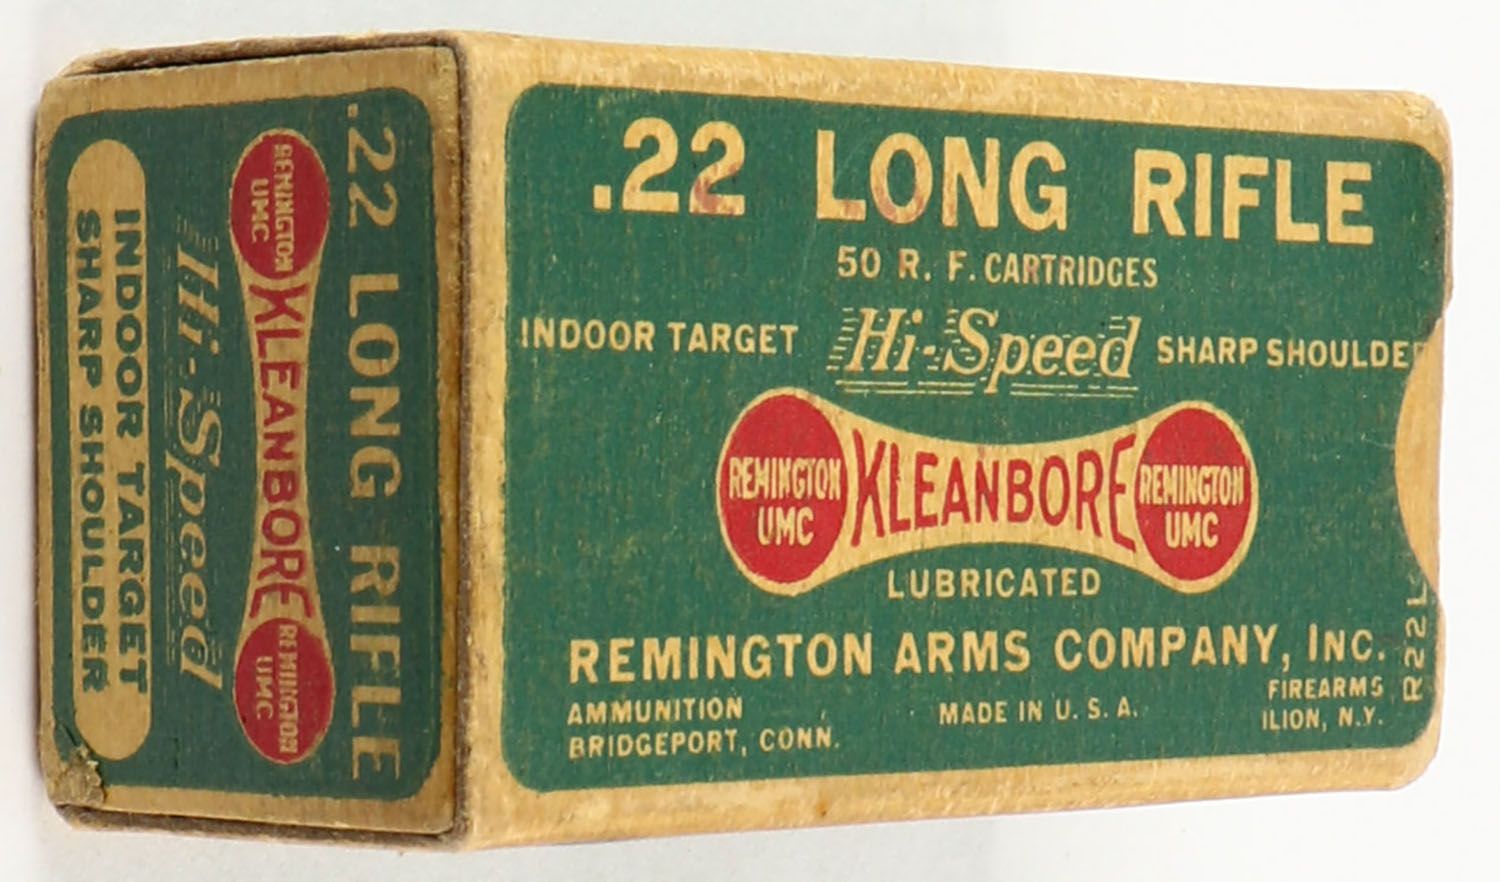 .22 LONG RIFLE
REMINGTON
UMC
KLEANBORE
REMINGTON
UMC
Hi-Speed
INDOOR TARGET
SHARP SHOULDER
.22 LONG RIFLE
50 R. F. CARTRIDGES
INDOOR TARGET Hi-Speed SHARP SHOULDE
REMINGTON
UMC
KLEANBORE
REMINGTON
UMC
LUBRICATED
REMINGTON ARMS COMPANY, INC.
AMMUNITION
BRIDGEPORT, CONN.
MADE IN U. S. A.
FIREARMS
ILION, N.Y.
R22L